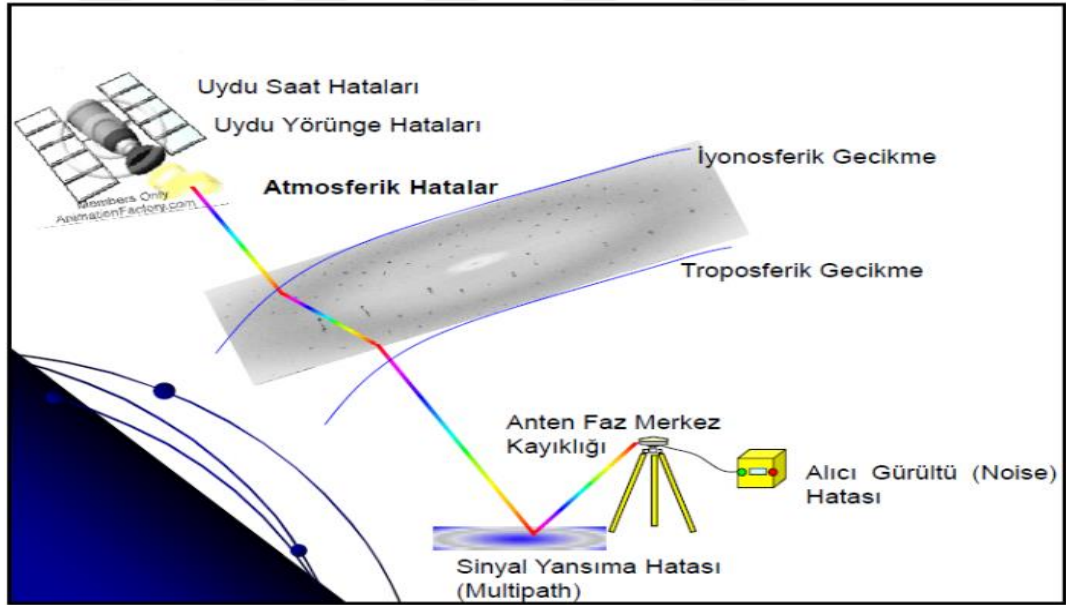 Uydu Saat Hataları
Uydu Yörünge Hataları
İyonosferik Gecikme
Atmosferik Hatalar
Members Only
AnimationFactory.com
Troposferik Gecikme
Anten Faz Merkez
Kayıklığı
Alıcı Gürültü (Noise)
Hatası
Sinyal Yansıma Hatası
(Multipath)